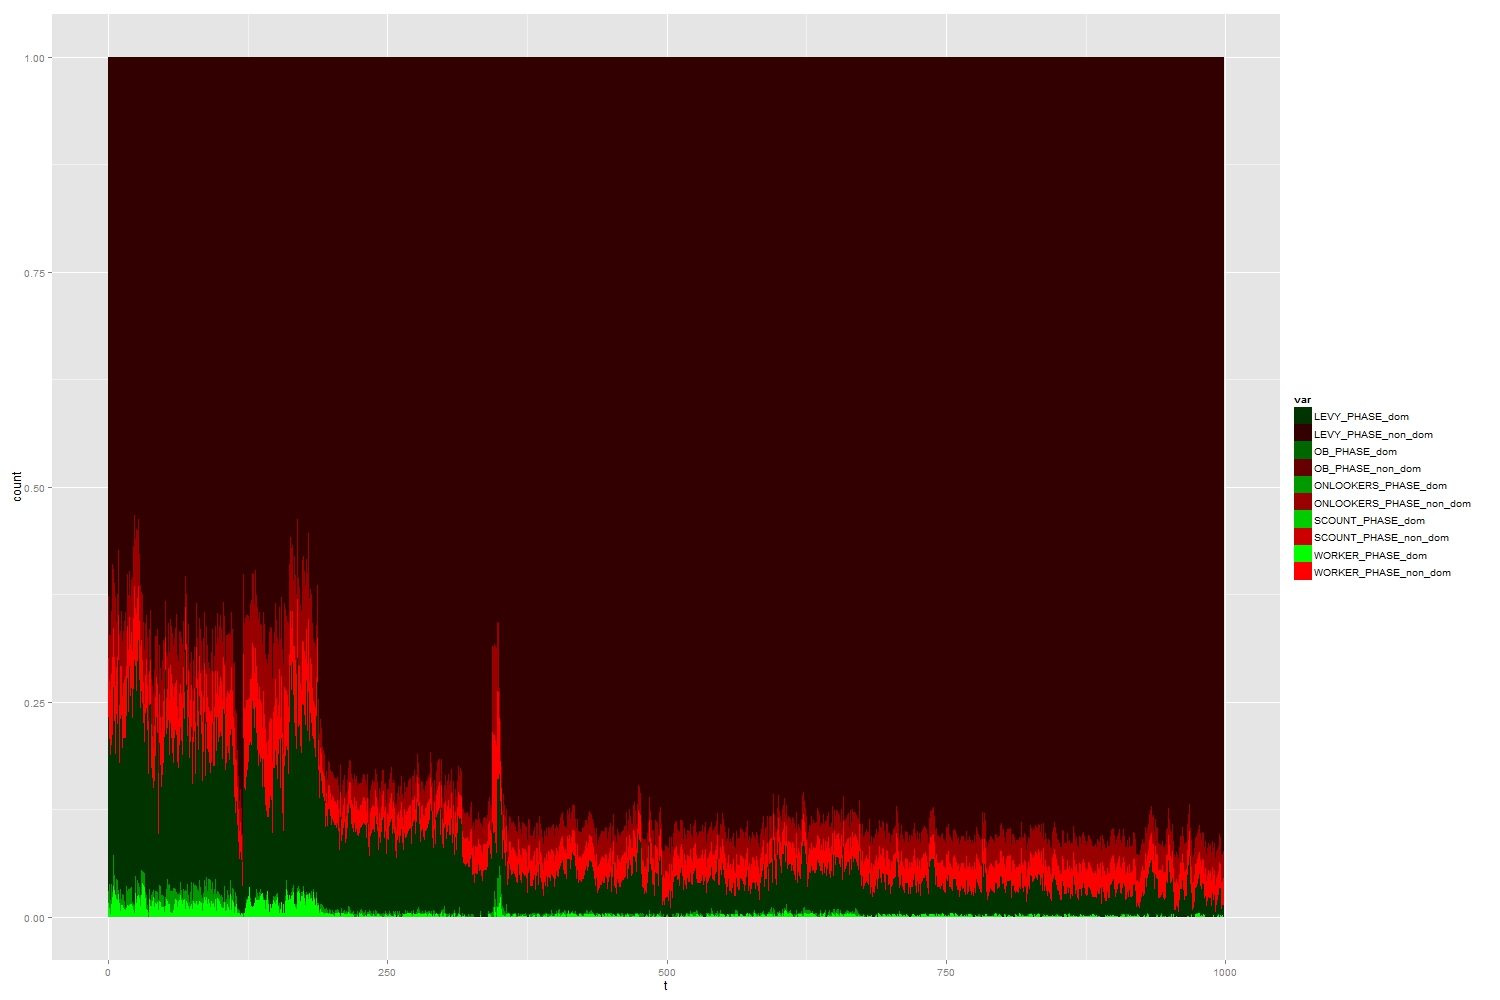 1.00
0.75
0.50
0.25
0.00
count
0
250
500
750
1000
t
var
LEVY_PHASE_dom
LEVY_PHASE_non_dom
OB_PHASE_dom
OB_PHASE_non_dom
ONLOOKERS_PHASE_dom
ONLOOKERS_PHASE_non_dom
SCOUNT_PHASE_dom
SCOUNT_PHASE_non_dom
WORKER_PHASE_dom
WORKER_PHASE_non_dom